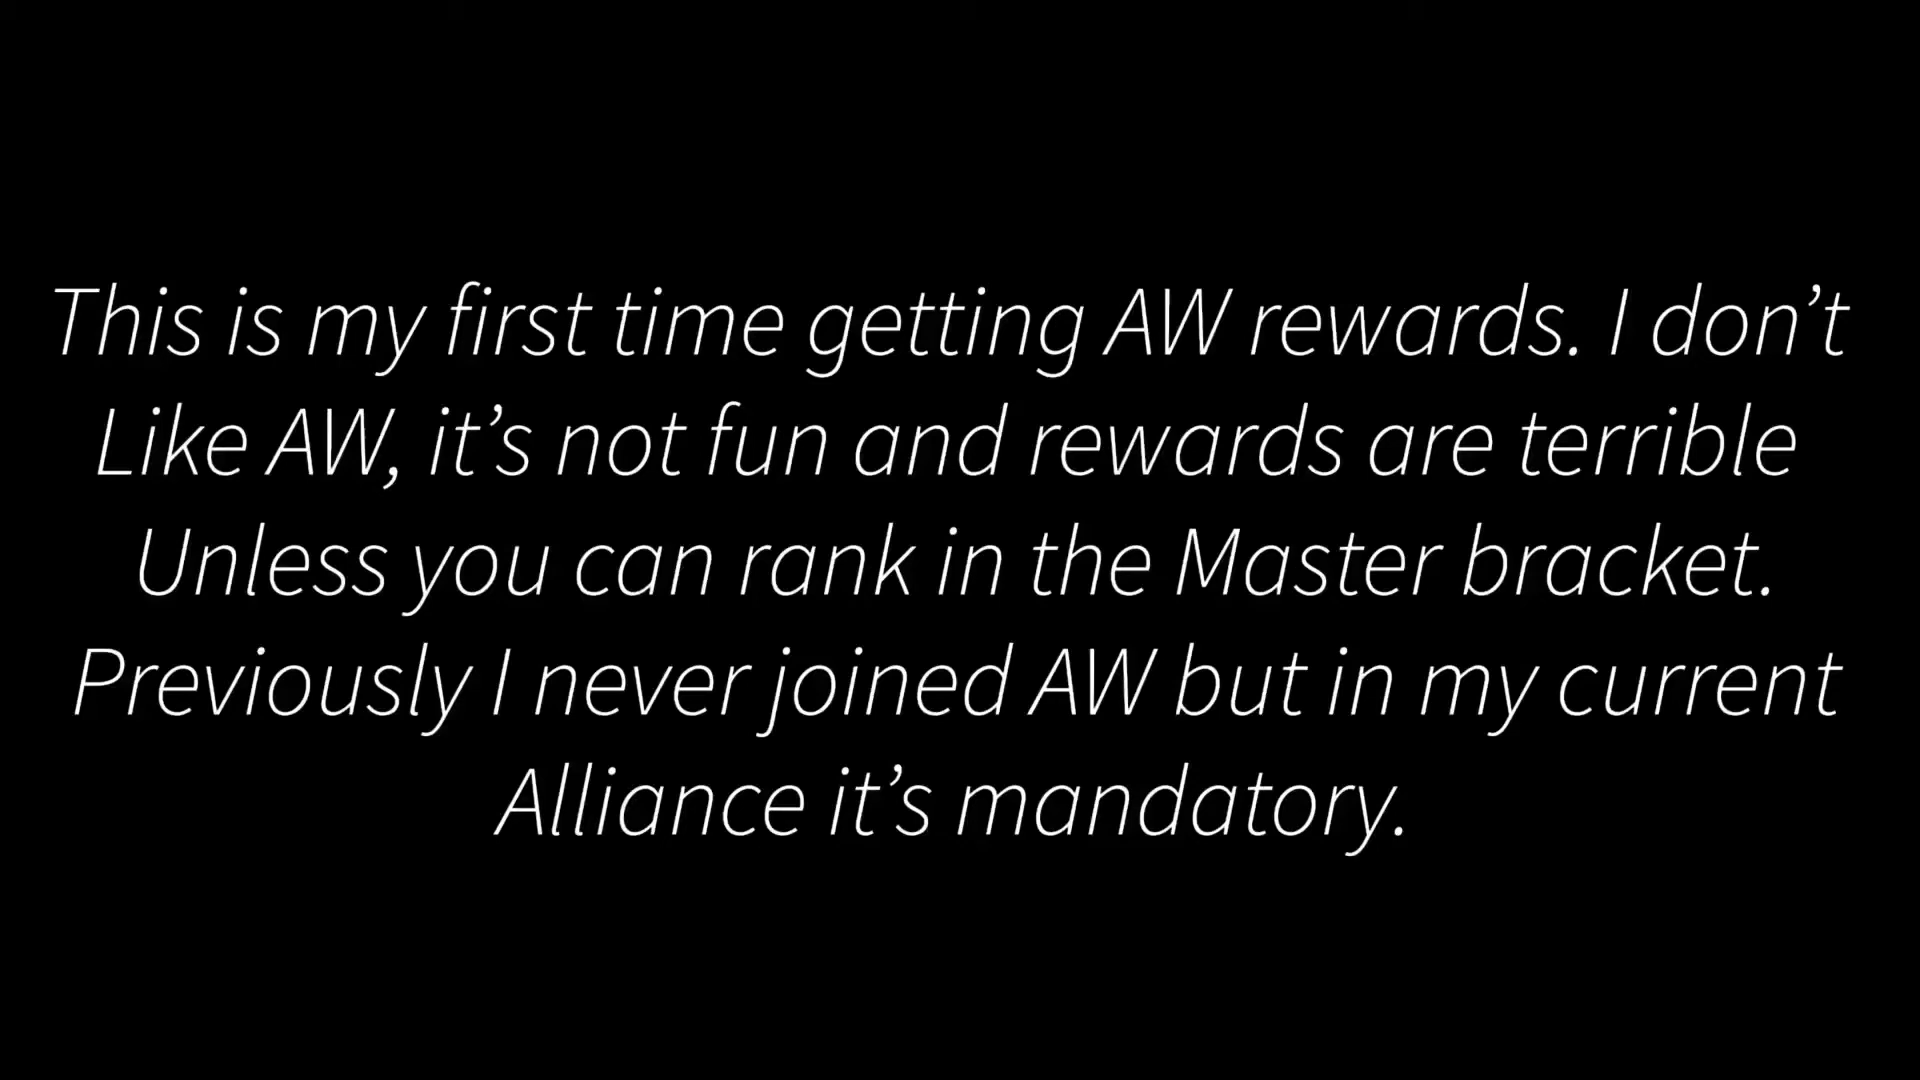 This is my first time getting AW rewards. I don’t
Like AW, it’s not fun and rewards are terrible
Unless you can rank in the Master bracket.
Previously I never joined AW but in my current
Alliance it’s mandatory.